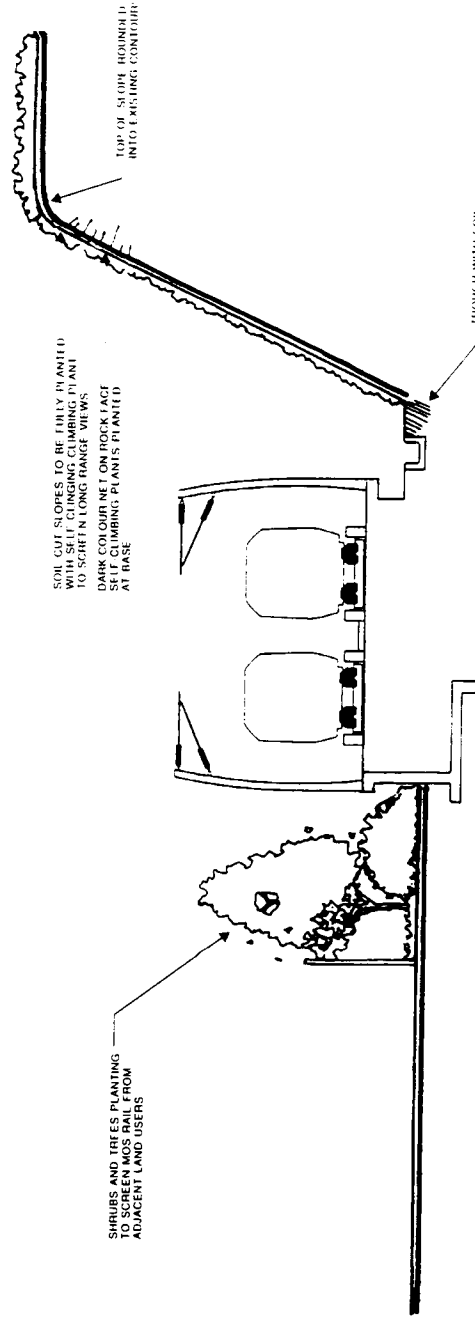 SHRUBS AND TREES PLANTING
TO SCREEN MOS RAIL FROM
ADJACENT LAND USERS
SOIL CUT SLOPES TO BE FULLY PLANTED
WITH SELF CLINGING CLIMBING PLANT
TO SCREEN LONG RANGE VIEWS
DARK COLOUR NET ON ROCK FACE
SELF CLIMBING PLANTS PLANTED
AT BASE
TOP OF SLOPE ROUNDED
INTO EXISTING CONTOUR